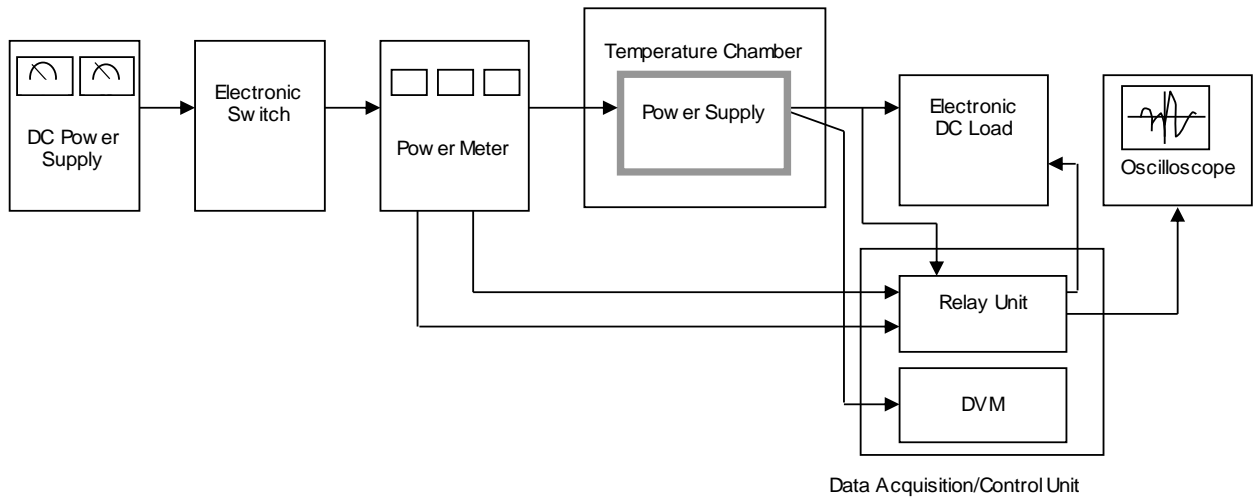 DC Power
Supply
Electronic
Switch
Power Meter
Temperature Chamber
Power Supply
Electronic
DC Load
Oscilloscope
Relay Unit
DVM
Data Acquisition/Control Unit